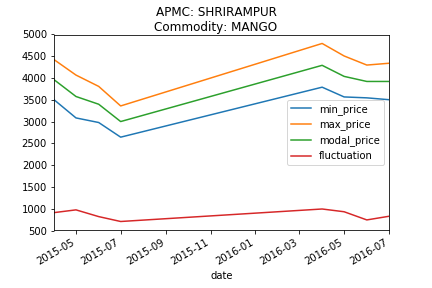 APMC: SHRIRAMPUR
Commodity: MANGO
5000
4500
4000
3500
3000
2500
2000
1500
1000
500
min_price
max_price
modal_price
fluctuation
2015-05
2015-07
2015-09
2015-11
2016-01
2016-03
2016-05
2016-07
date